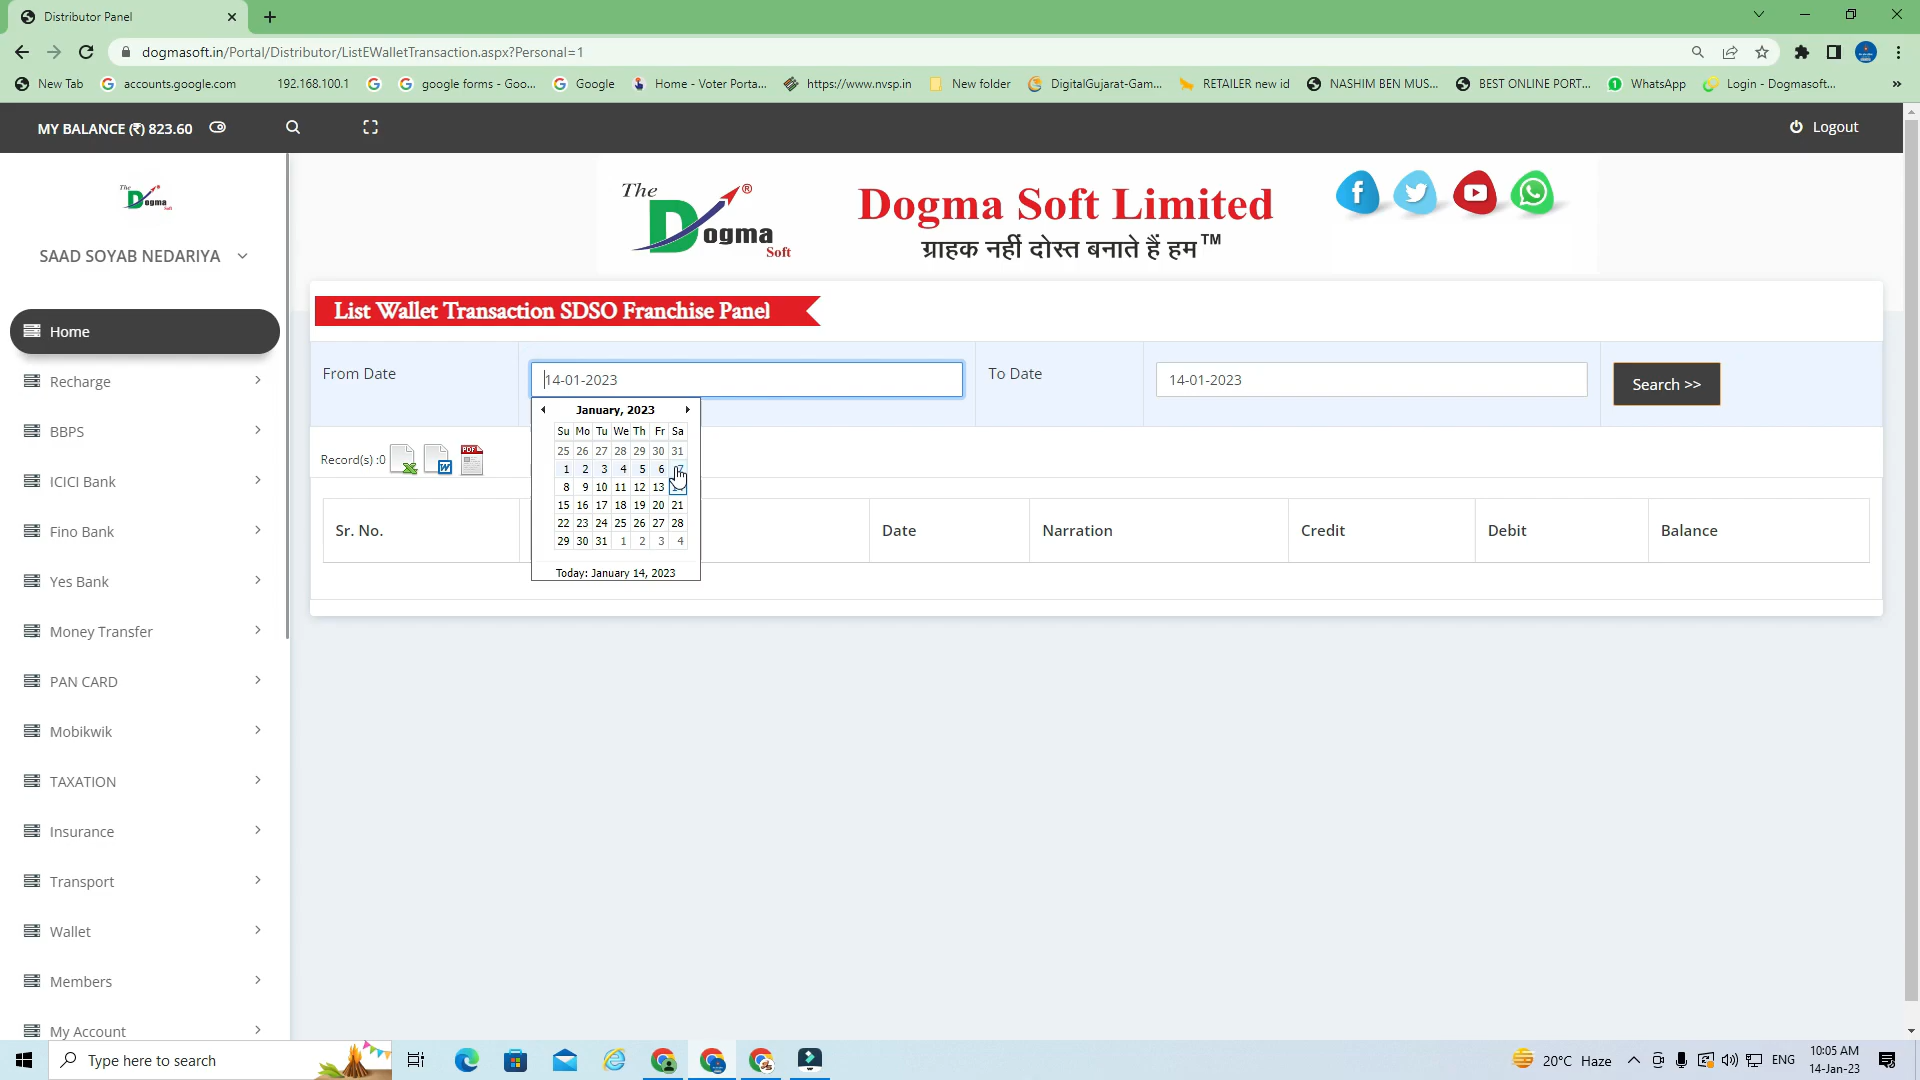 Distributor Panel
dogmasoft.in/Portal/Distributor/ListEWalletTransaction.aspx?Personal=1
New Tab accounts.google.com 192.168.100.1 google forms - Goo... Google Home - Voter Porta... https://www.nvsp.in New folder DigitalGujarat-Gam... RETAILER new id NASHIM BEN MUS... BEST ONLINE PORT... 1 WhatsApp Login - Dogmasoft... »
MY BALANCE (₹) 823.60 Logout
The Dogma Soft
The Dogma Soft ®
Dogma Soft Limited
ग्राहक नहीं दोस्त बनाते हैं हम™
SAAD SOYAB NEDARIYA
List Wallet Transaction SDSO Franchise Panel
Home
Recharge
BBPS
ICICI Bank
Fino Bank
Yes Bank
Money Transfer
PAN CARD
Mobikwik
TAXATION
Insurance
Transport
Wallet
Members
My Account
From Date 14-01-2023 To Date 14-01-2023 Search >>
January, 2023
Su Mo Tu We Th Fr Sa
25 26 27 28 29 30 31
1 2 3 4 5 6 7
8 9 10 11 12 13
15 16 17 18 19 20 21
22 23 24 25 26 27 28
29 30 31 1 2 3 4
Today: January 14, 2023
Record(s) :0 PDF
Sr. No. Date Narration Credit Debit Balance
Type here to search
20°C Haze ENG
10:05 AM
14-Jan-23